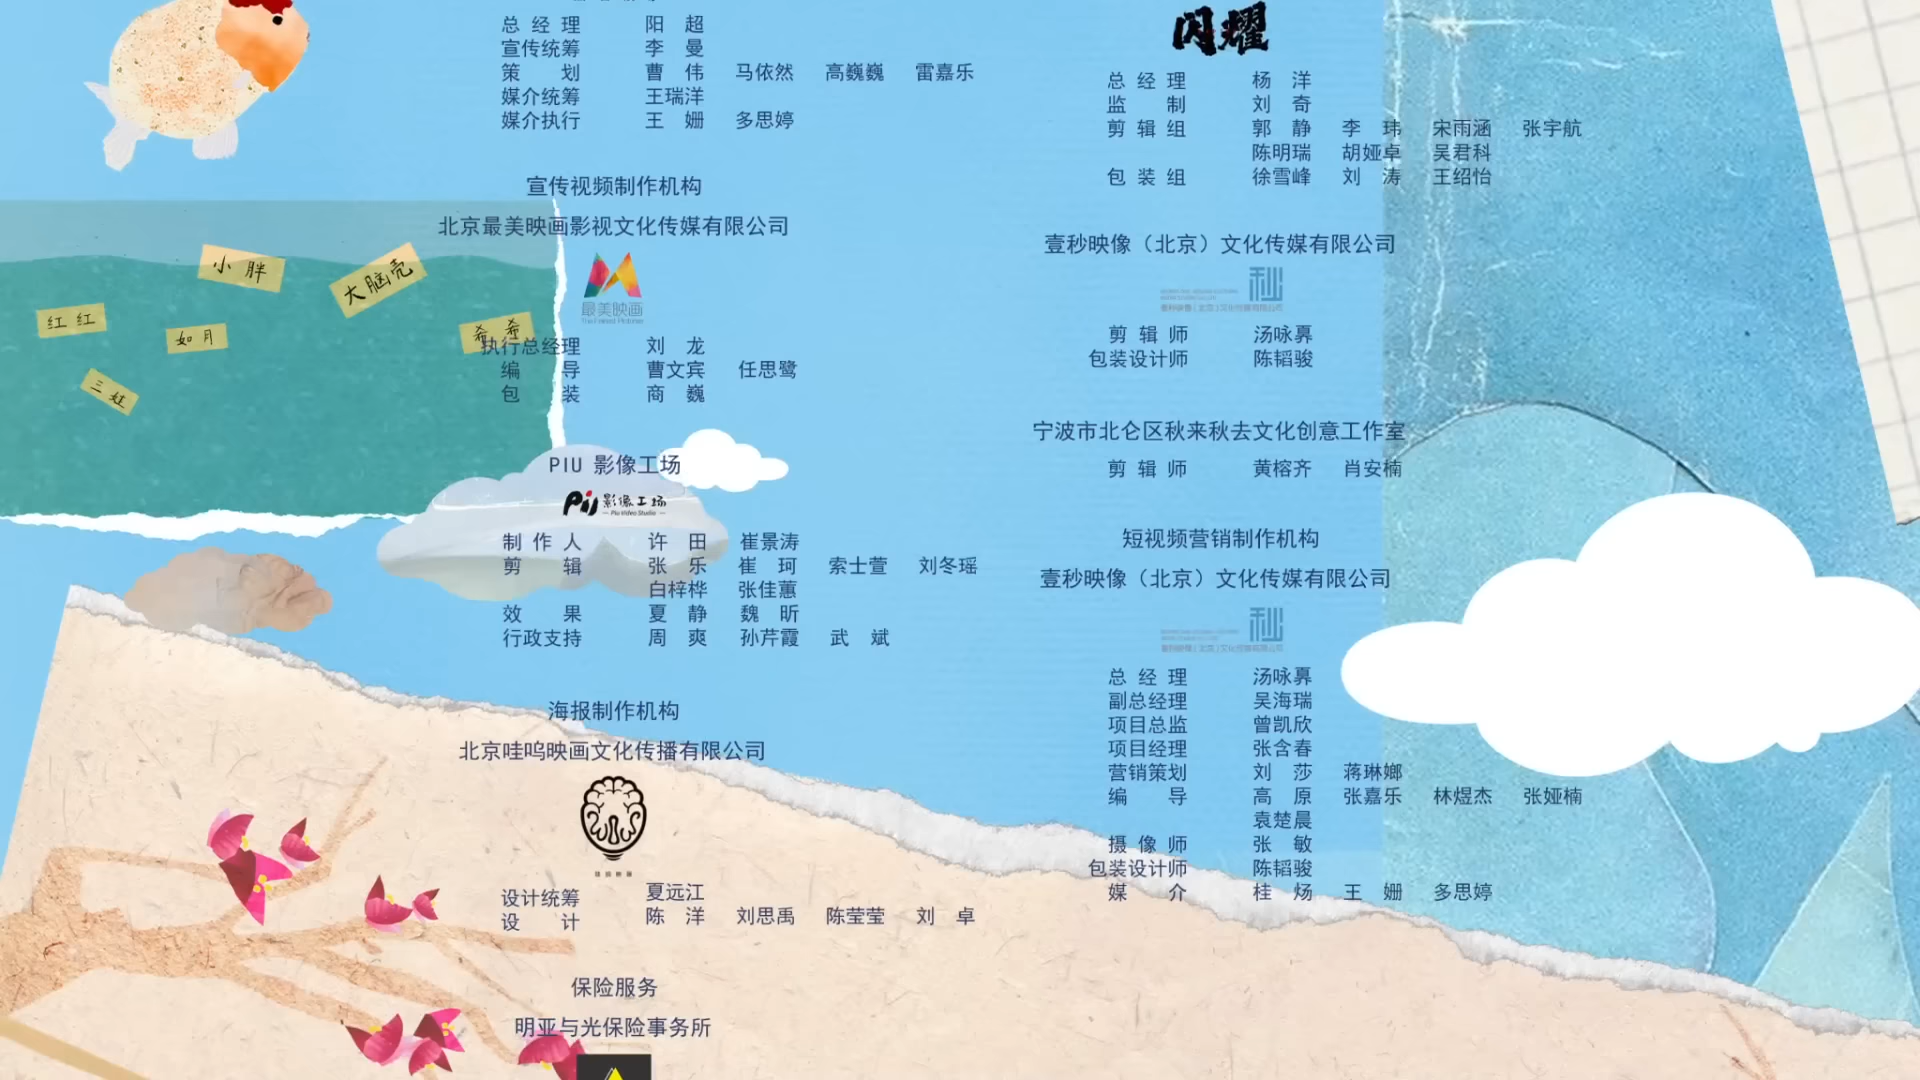 总经理 阳超
宣传统筹 李曼
策划 曹伟 马依然 高巍巍 雷嘉乐
媒介统筹 王瑞洋
媒介执行 王姗 多思婷
宣传视频制作机构
北京最美映画影视文化传媒有限公司
最美映画
执行总经理 刘龙
编导 曹文宾 任思鹭
包装 商巍
PIU 影像工场
Piu 影像工场
Piu Video Studio
制作人 许田 崔景涛
剪辑 张乐 崔珂 索士萱 刘冬瑶
白梓桦 张佳蕙
效果 夏静 魏昕
行政支持 周爽 孙芹霞 武斌
海报制作机构
北京哇呜映画文化传播有限公司
设计统筹 夏远江
设计 陈洋 刘思禹 陈莹莹 刘卓
保险服务
明亚与光保险事务所
小胖
大脑壳
红红
如月
希希
三娃
闪耀
总经理 杨洋
监制 刘奇
剪辑组 郭静 李玮 宋雨涵 张宇航
陈明瑞 胡娅卓 吴君科
包装组 徐雪峰 刘涛 王绍怡
壹秒映像（北京）文化传媒有限公司
剪辑师 汤咏馵
包装设计师 陈韬骏
宁波市北仑区秋来秋去文化创意工作室
剪辑师 黄榕齐 肖安楠
短视频营销制作机构
壹秒映像（北京）文化传媒有限公司
总经理 汤咏
副总经理 吴海瑞
项目总监 曾凯欣
项目经理 张含春
营销策划 刘莎 蒋琳嫏
编导 高原 张嘉乐 林煜杰 张娅楠
袁楚晨
摄像师 张敏
包装设计师 陈韬骏
媒介 桂炀 王姗 多思婷